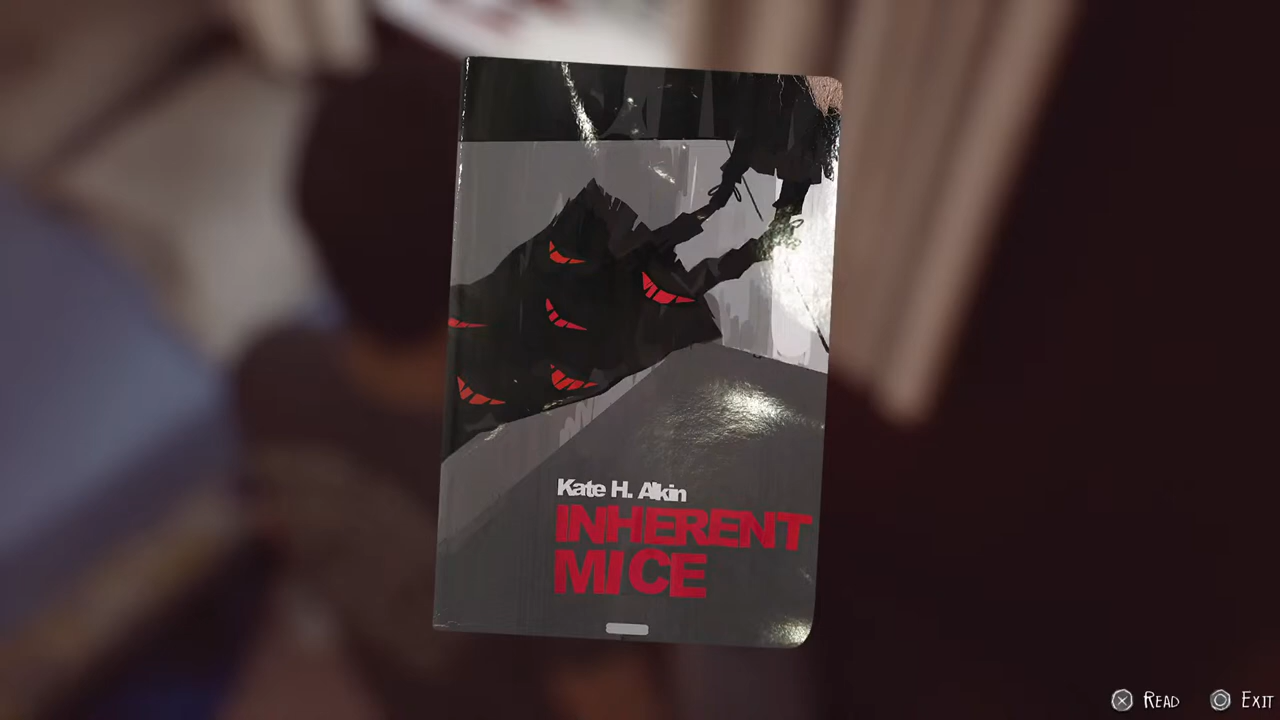 Kate H. Alkin
INHERENT
MICE
READ
EXIT